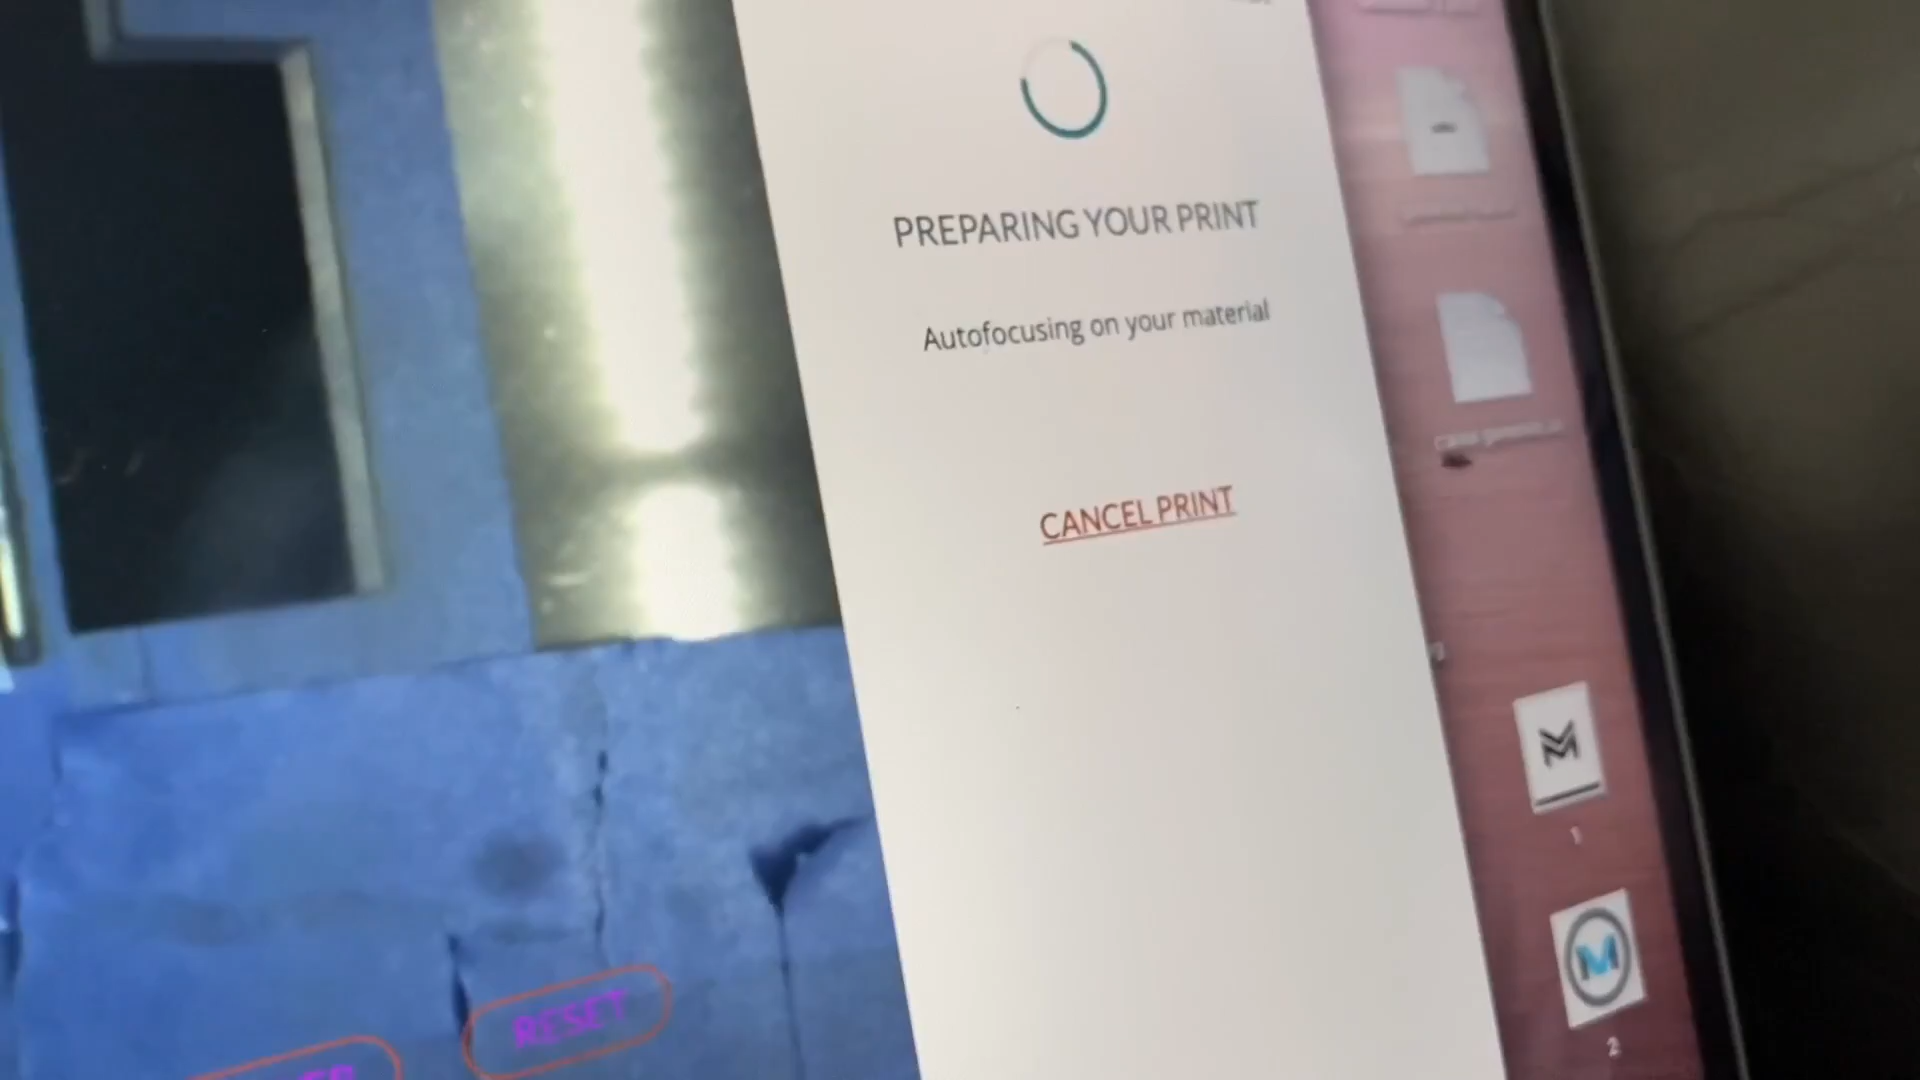 PREPARING YOUR PRINT
Autofocusing on your material
CANCEL PRINT
1
RESET
2